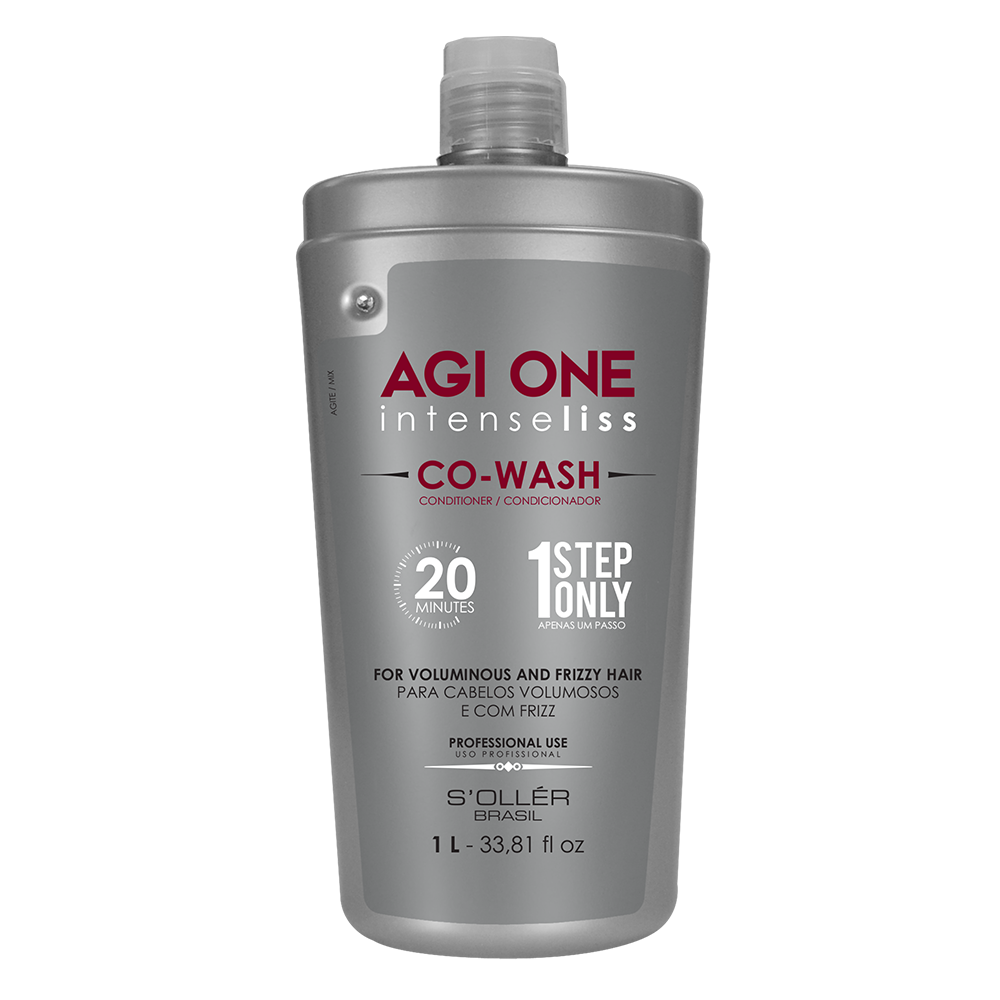 AGITE / MIX
AGI ONE
intenseliss
CO-WASH
CONDITIONER / CONDICIONADOR
20
MINUTES
1 STEP
ONLY
APENAS UM PASSO
FOR VOLUMINOUS AND FRIZZY HAIR
PARA CABELOS VOLUMOSOS
E COM FRIZZ
PROFESSIONAL USE
USO PROFISSIONAL
S'OLLÉR
BRASIL
1 L - 33,81 fl oz